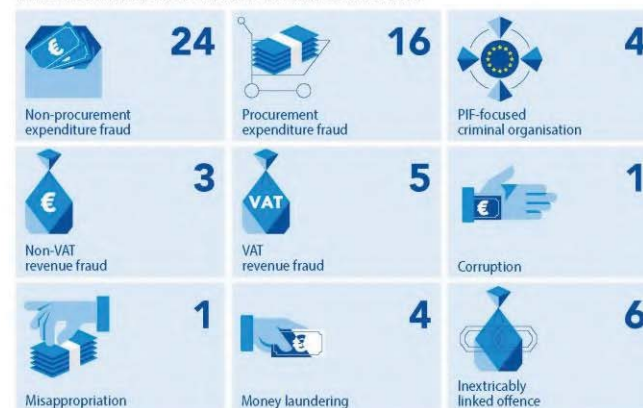 24
Non-procurement
expenditure fraud
16
Procurement
expenditure fraud
4
PIF-focused
criminal organisation
€
3
Non-VAT
revenue fraud
VAT
5
VAT
revenue fraud
€
1
Corruption
1
Misappropriation
€
4
Money laundering
6
Inextricably
linked offence